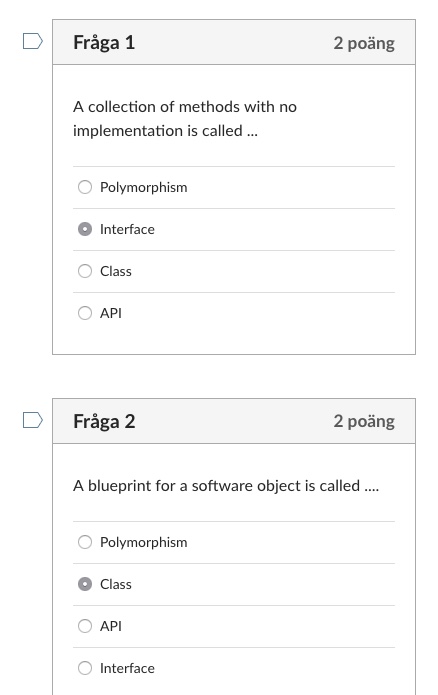 Fråga 1
2 poäng
A collection of methods with no
implementation is called ...
Polymorphism
Interface
Class
API
Fråga 2
2 poäng
A blueprint for a software object is called ....
Polymorphism
Class
API
Interface